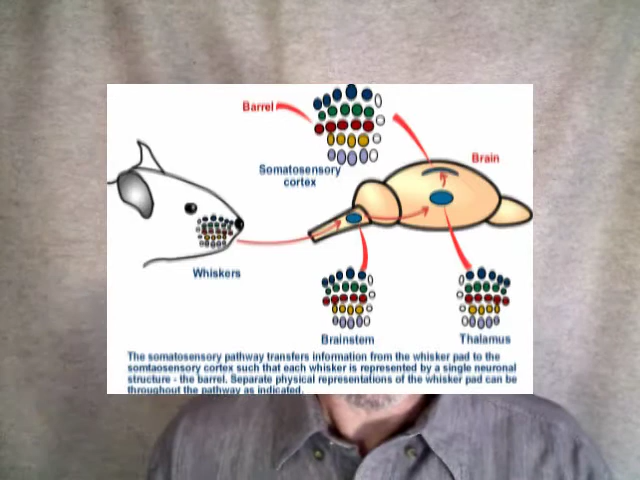 Barrel
Somatosensory
cortex
Brain
Whiskers
Brainstem
Thalamus
The somatosensory pathway transfers information from the whisker pad to the
somtaosensory cortex such that each whisker is represented by a single neuronal
structure - the barrel. Separate physical representations of the whisker pad can be
throughout the pathway as indicated.